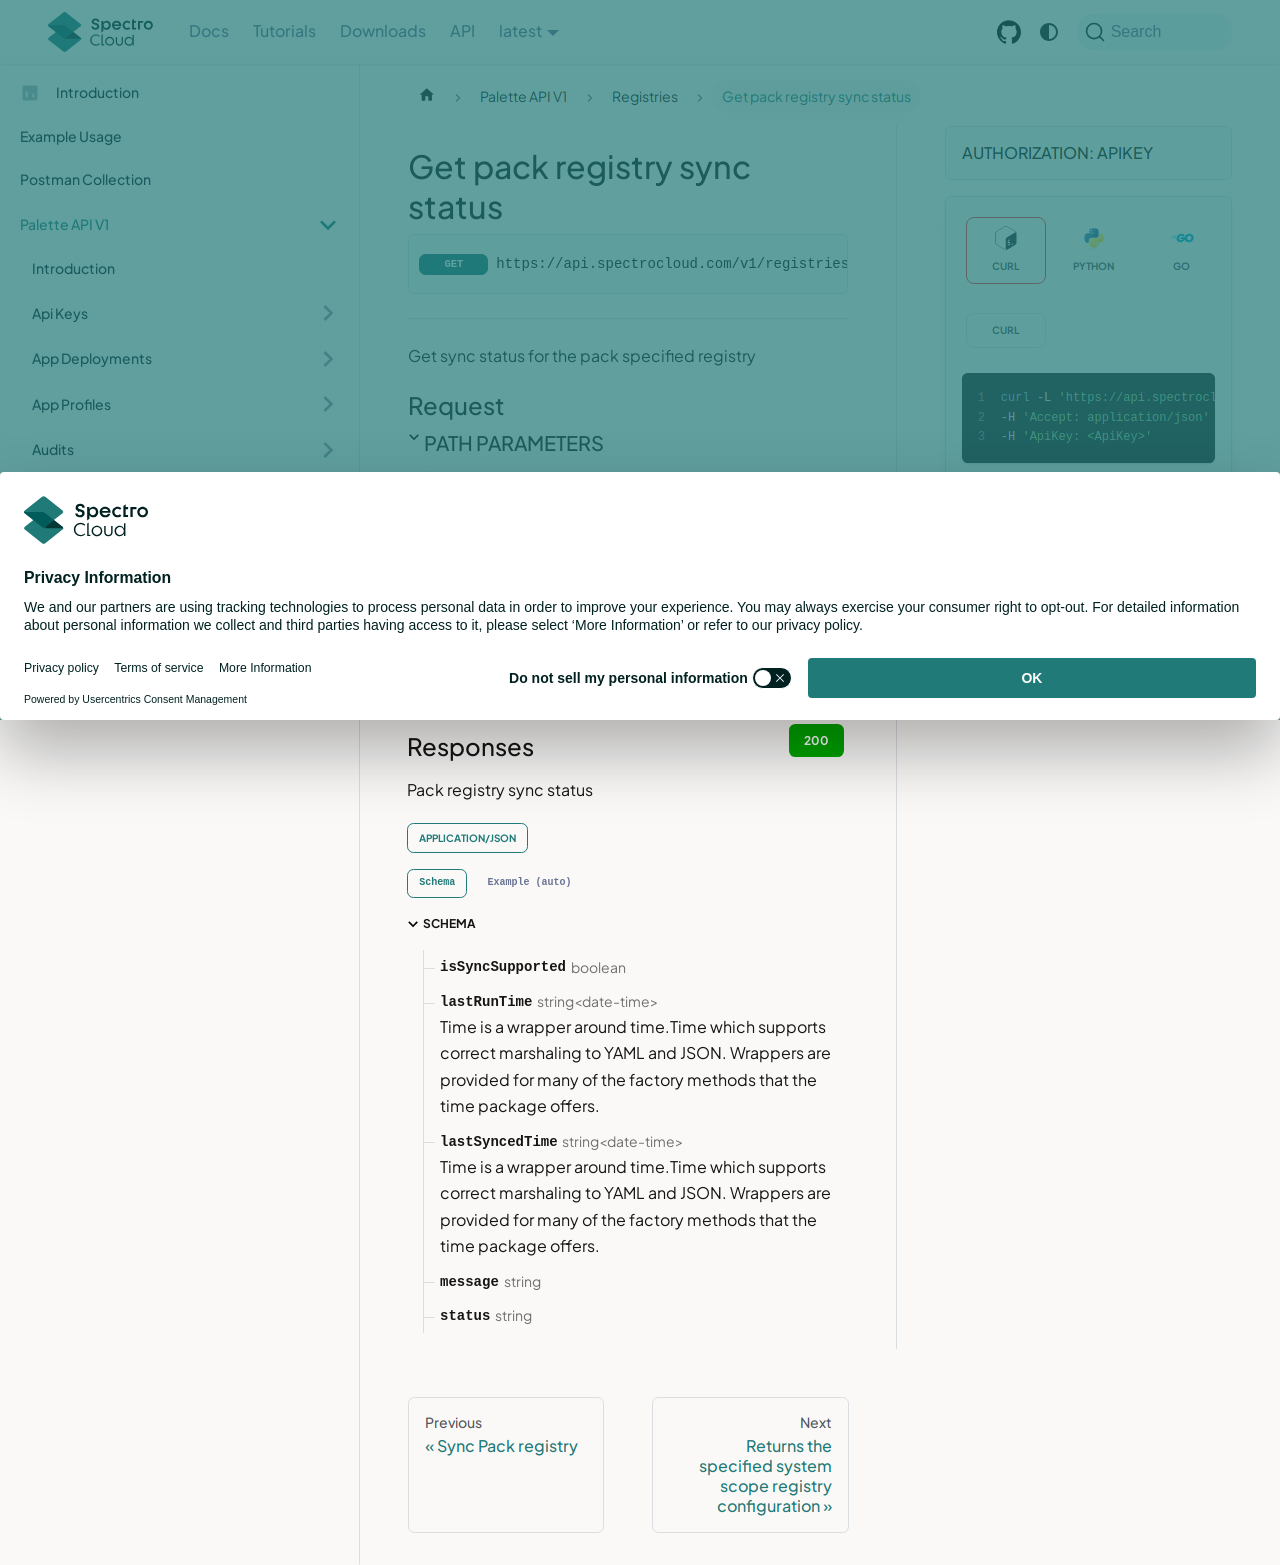 Spectro
Cloud
Docs
Tutorials
Downloads
API
latest
Search
Introduction
Example Usage
Postman Collection
Palette API V1
Introduction
Api Keys
App Deployments
App Profiles
Audits
Palette API V1
Registries
Get pack registry sync status
Get pack registry sync
status
GET
https://api.spectrocloud.com/v1/registries
Get sync status for the pack specified registry
Request
PATH PARAMETERS
AUTHORIZATION: APIKEY
CURL
PYTHON
GO
CURL
1 curl -L 'https://api.spectrocl
2 -H 'Accept: application/json'
3 -H 'ApiKey: <ApiKey>'
Spectro
Cloud
Privacy Information
We and our partners are using tracking technologies to process personal data in order to improve your experience. You may always exercise your consumer right to opt-out. For detailed information
about personal information we collect and third parties having access to it, please select ‘More Information’ or refer to our privacy policy.
Privacy policy
Terms of service
More Information
Do not sell my personal information
OK
Powered by Usercentrics Consent Management
Responses
200
Pack registry sync status
APPLICATION/JSON
Schema
Example (auto)
SCHEMA
isSyncSupported boolean
lastRunTime string<date-time>
Time is a wrapper around time.Time which supports
correct marshaling to YAML and JSON. Wrappers are
provided for many of the factory methods that the
time package offers.
lastSyncedTime string<date-time>
Time is a wrapper around time.Time which supports
correct marshaling to YAML and JSON. Wrappers are
provided for many of the factory methods that the
time package offers.
message string
status string
Previous
« Sync Pack registry
Next
Returns the
specified system
scope registry
configuration »